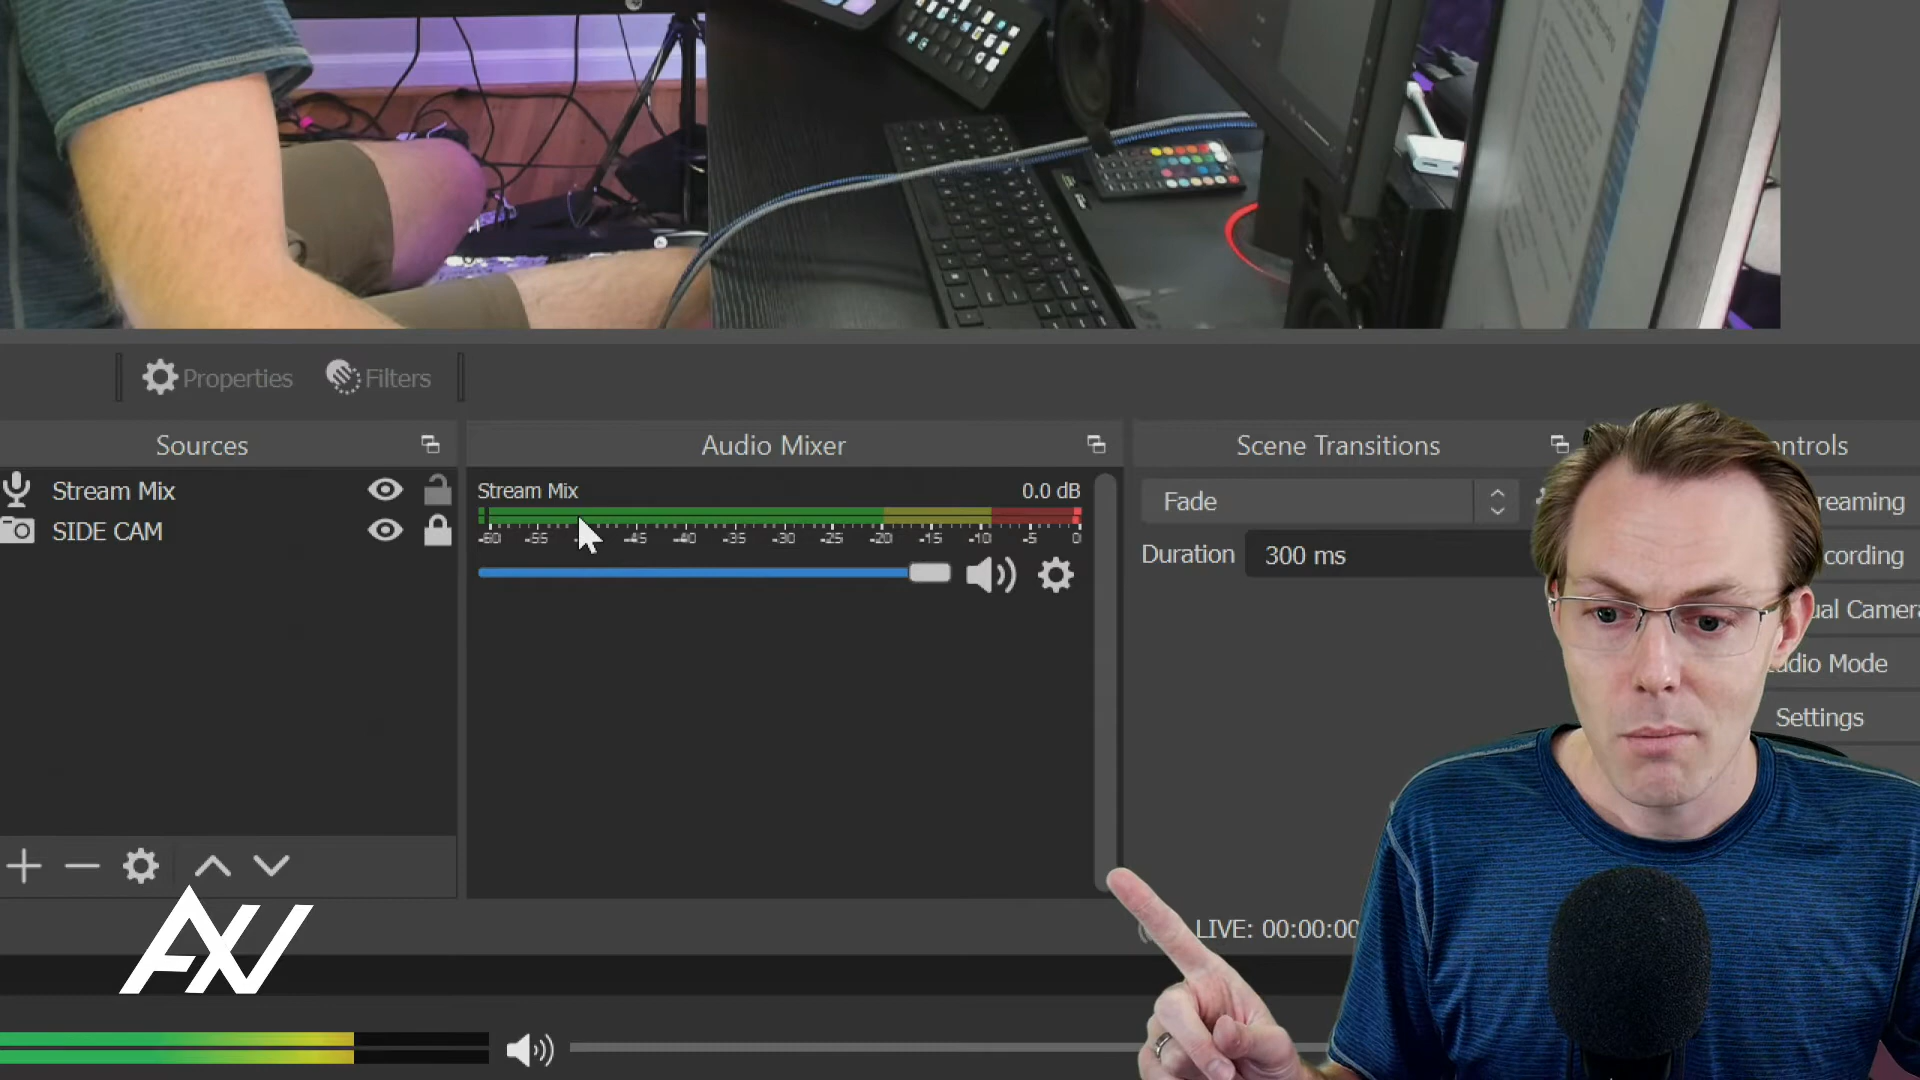 Properties
Filters
Sources
Audio Mixer
Scene Transitions
ontrols
Stream Mix
SIDE CAM
Stream Mix
0.0 dB
-60 -55 -45 -40 -35 -30 -25 -20 -15 -10 -5 0
Fade
Duration
300 ms
reaming
cording
ual Camera
udio Mode
Settings
LIVE: 00:00:00